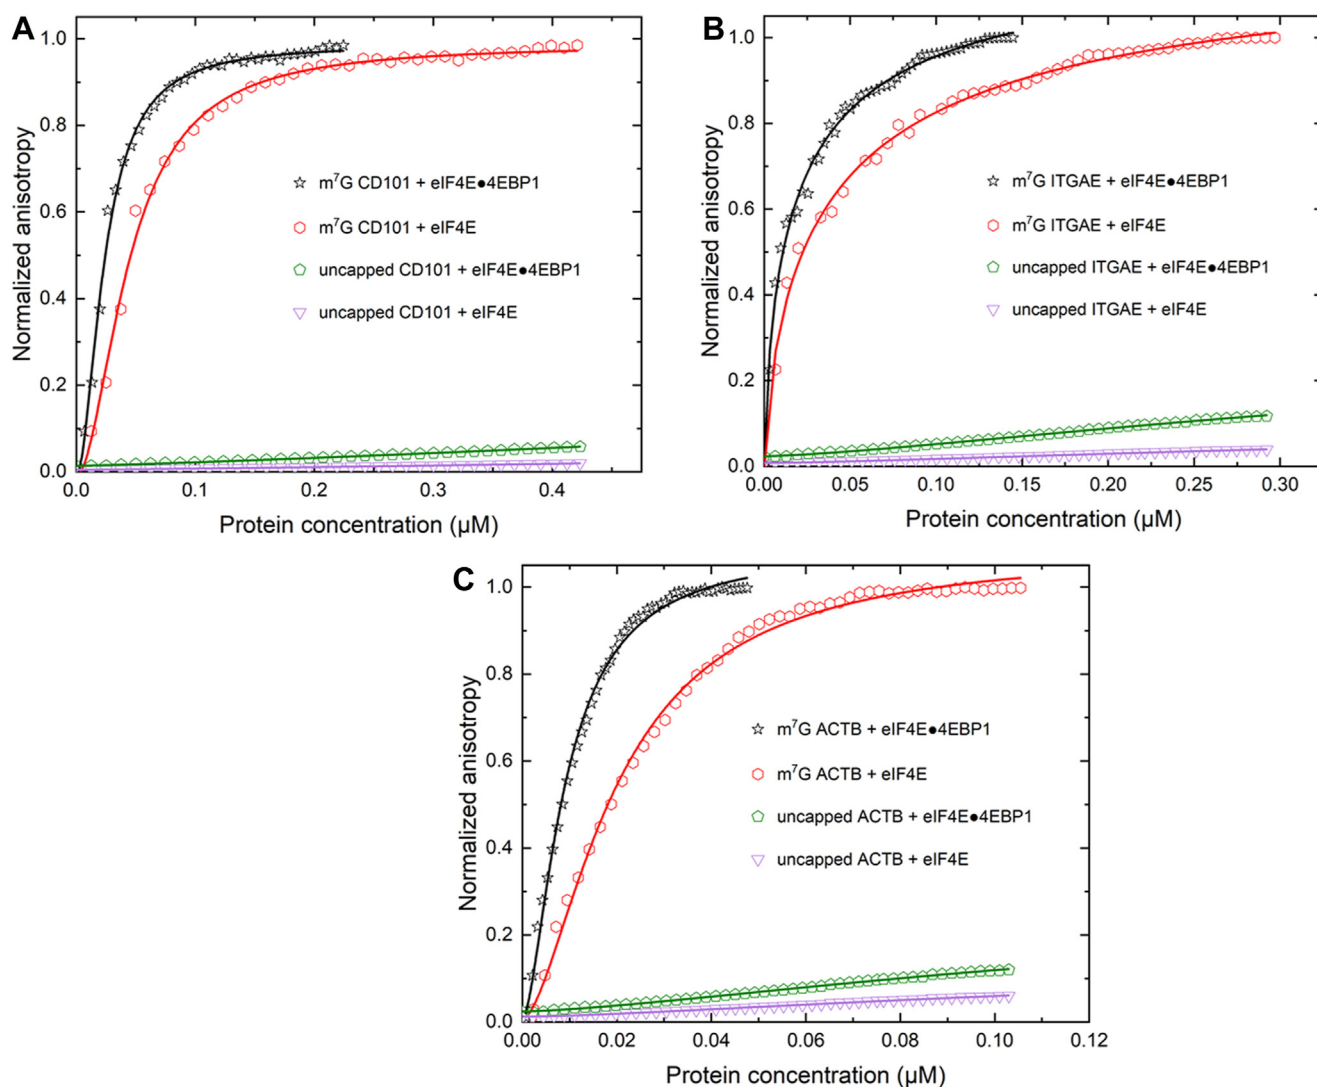 A
Normalized anisotropy
1.0
0.8
0.6
0.4
0.2
0.0
m⁷G CD101 + eIF4E●4EBP1
m⁷G CD101 + eIF4E
uncapped CD101 + eIF4E●4EBP1
uncapped CD101 + eIF4E
0.0 0.1 0.2 0.3 0.4
Protein concentration (µM)
B
Normalized anisotropy
1.0
0.8
0.6
0.4
0.2
0.0
m⁷G ITGAE + eIF4E●4EBP1
m⁷G ITGAE + eIF4E
uncapped ITGAE + eIF4E●4EBP1
uncapped ITGAE + eIF4E
0.00 0.05 0.10 0.15 0.20 0.25 0.30
Protein concentration (µM)
C
Normalized anisotropy
1.0
0.8
0.6
0.4
0.2
0.0
m⁷G ACTB + eIF4E●4EBP1
m⁷G ACTB + eIF4E
uncapped ACTB + eIF4E●4EBP1
uncapped ACTB + eIF4E
0.00 0.02 0.04 0.06 0.08 0.10 0.12
Protein concentration (µM)